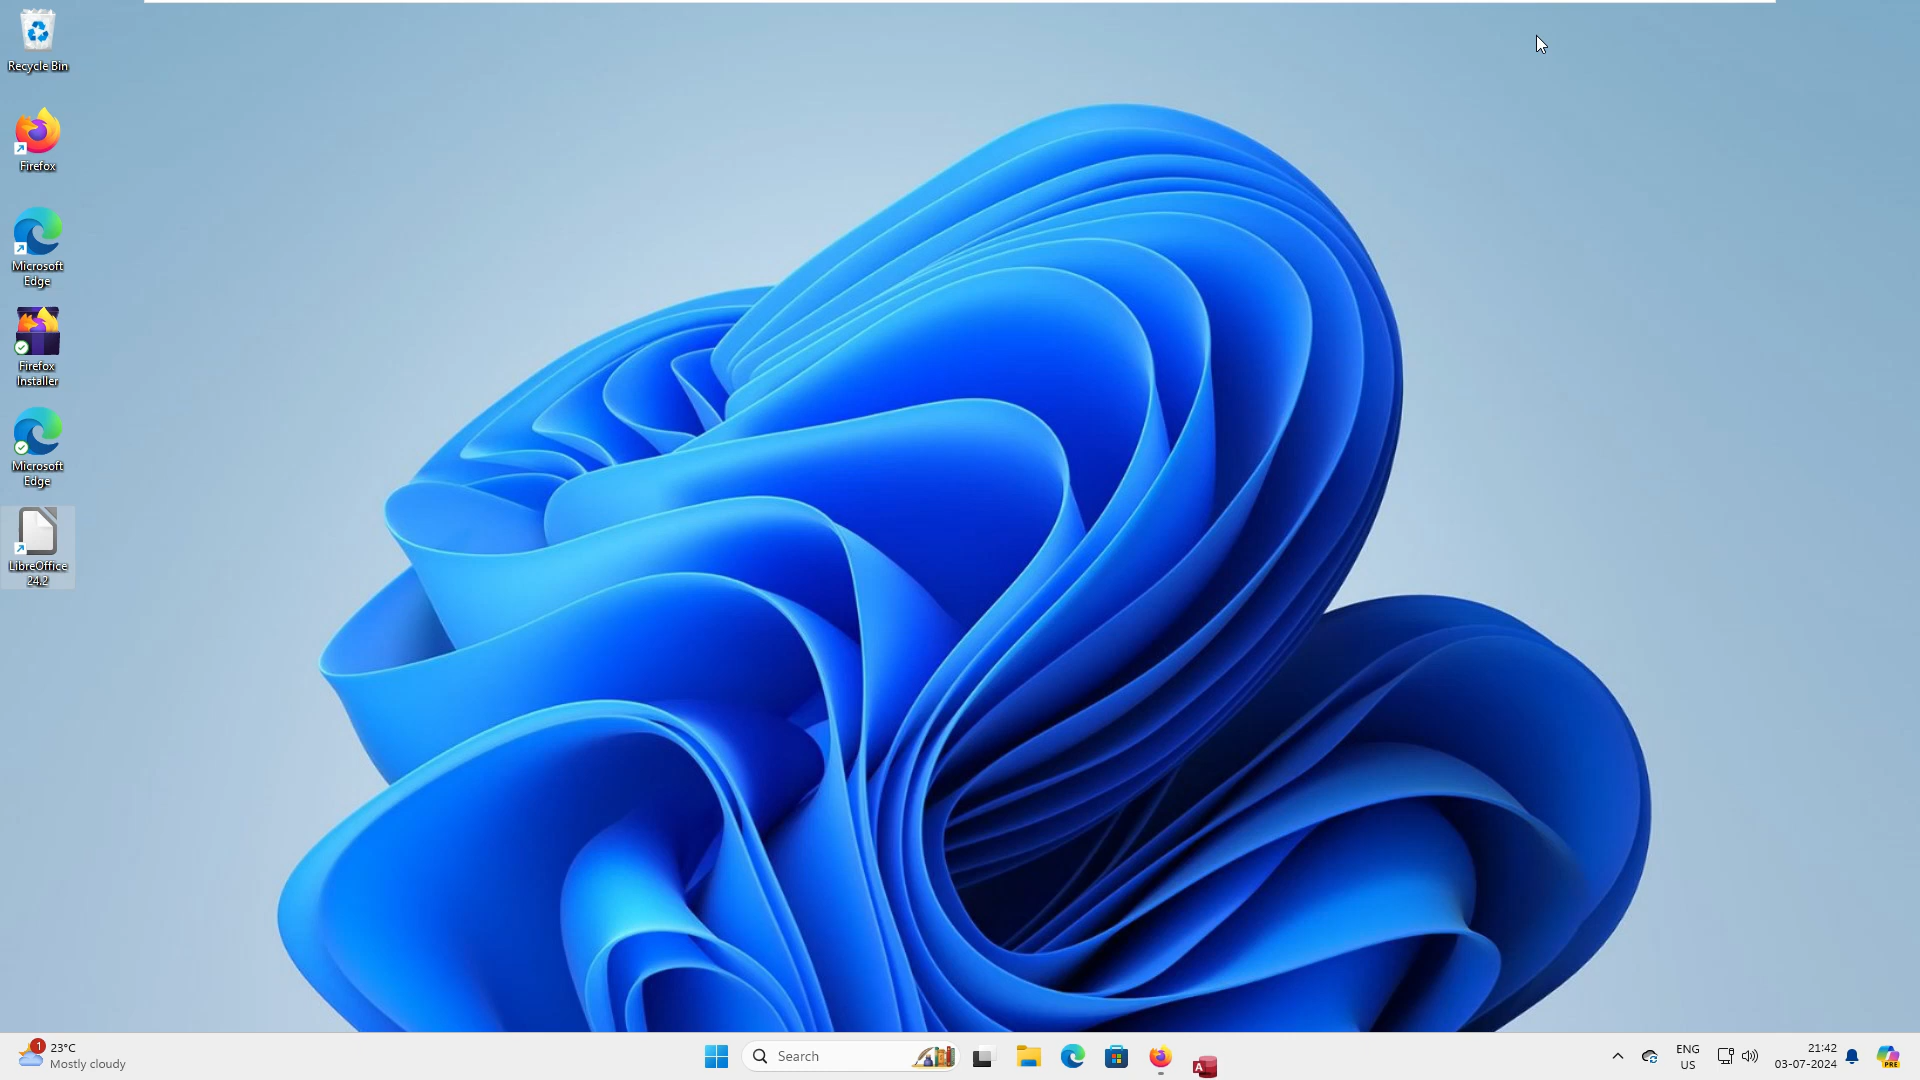 Recycle Bin
Firefox
Microsoft
Edge
Firefox
Installer
Microsoft
Edge
LibreOffice
24.2
1
23°C
Mostly cloudy
Search
A
ENG
US
21:42
03-07-2024
PRE